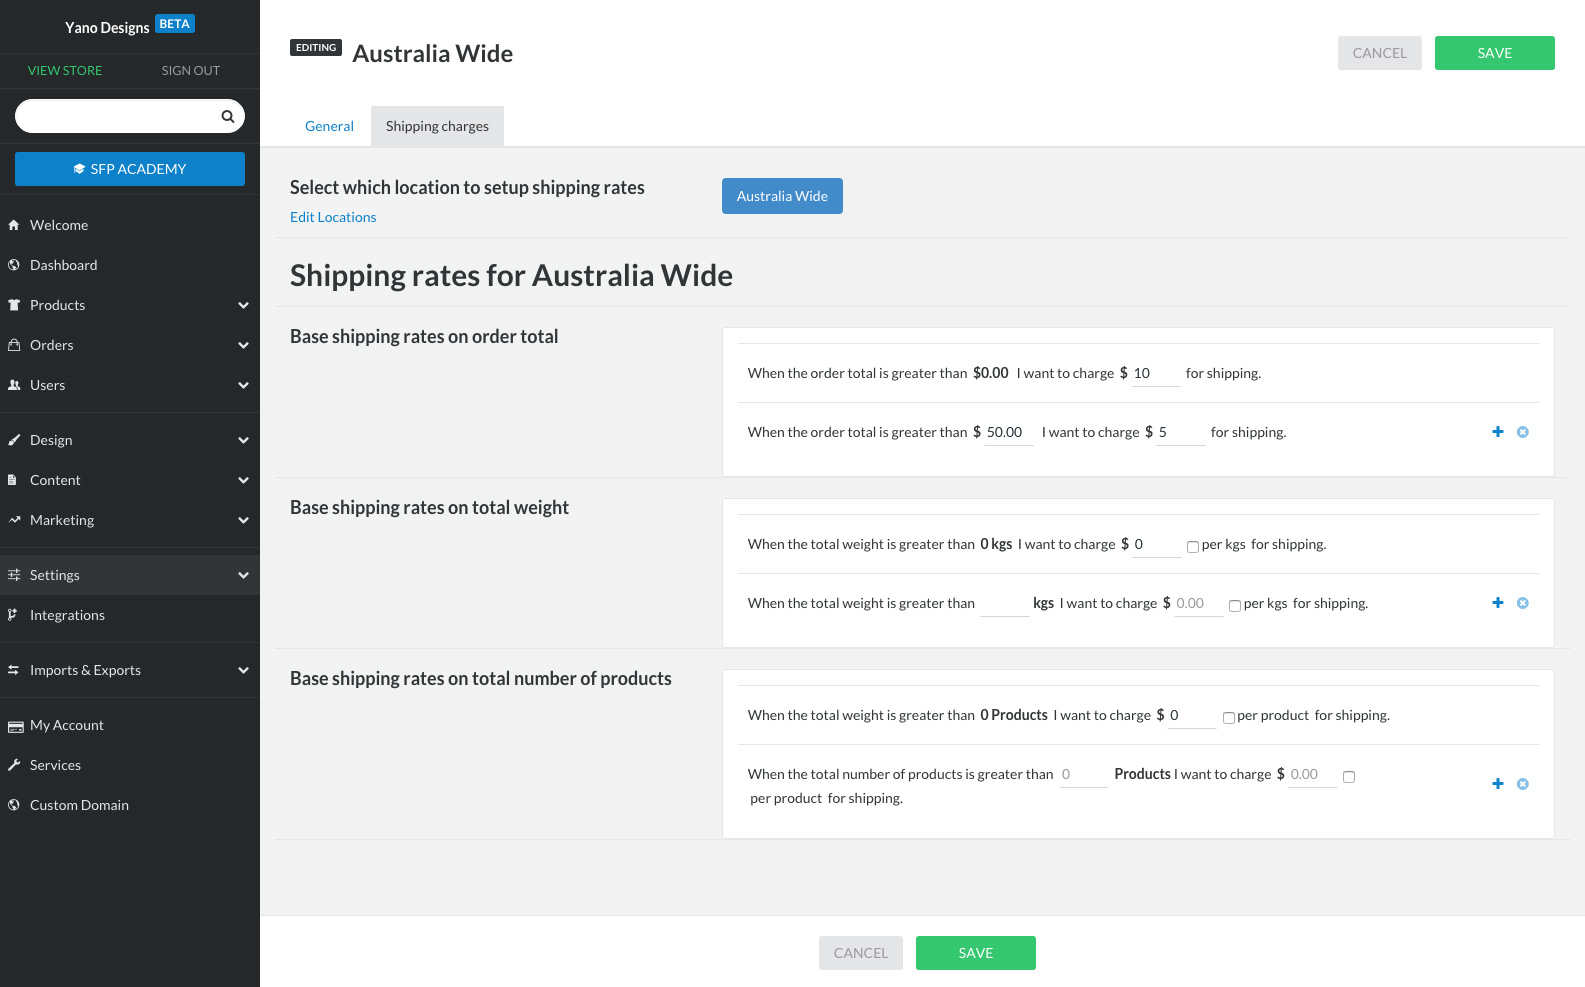 Yano Designs BETA
VIEW STORE SIGN OUT
SFP ACADEMY
Welcome
Dashboard
Products
Orders
Users
Design
Content
Marketing
Settings
Integrations
Imports & Exports
My Account
Services
Custom Domain
EDITING Australia Wide
CANCEL SAVE
General Shipping charges
Select which location to setup shipping rates
Edit Locations
Australia Wide
Shipping rates for Australia Wide
Base shipping rates on order total
When the order total is greater than $0.00 I want to charge $ 10 for shipping.
When the order total is greater than $ 50.00 I want to charge $ 5 for shipping.
Base shipping rates on total weight
When the total weight is greater than 0 kgs I want to charge $ 0 per kgs for shipping.
When the total weight is greater than kgs I want to charge $ 0.00 per kgs for shipping.
Base shipping rates on total number of products
When the total weight is greater than 0 Products I want to charge $ 0 per product for shipping.
When the total number of products is greater than 0 Products I want to charge $ 0.00
per product for shipping.
CANCEL SAVE